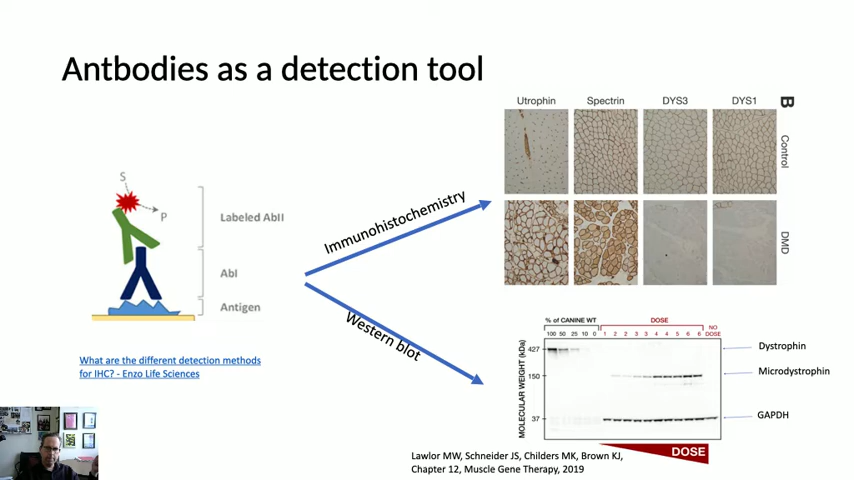 Antbodies as a detection tool
S
P
Labeled AbII
AbI
Antigen
What are the different detection methods
for IHC? - Enzo Life Sciences
Immunohistochemistry
Western blot
Utrophin Spectrin DYS3 DYS1 B
Control
DMD
% of CANINE WT DOSE NO
DOSE
100 50 25 10 0 1 2 2 3 3 4 4 5 6 6
MOLECULAR WEIGHT (kDa)
427
150
37
Dystrophin
Microdystrophin
GAPDH
DOSE
Lawlor MW, Schneider JS, Childers MK, Brown KJ,
Chapter 12, Muscle Gene Therapy, 2019